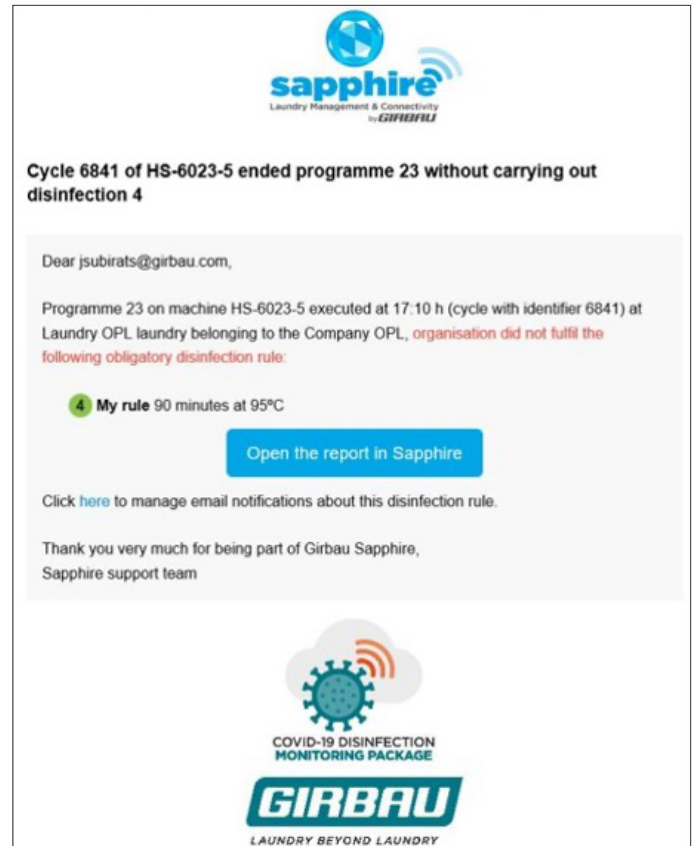 sapphire
Laundry Management & Connectivity
by GIRBAU
Cycle 6841 of HS-6023-5 ended programme 23 without carrying out
disinfection 4
Dear jsubirats@girbau.com,
Programme 23 on machine HS-6023-5 executed at 17:10 h (cycle with identifier 6841) at
Laundry OPL laundry belonging to the Company OPL, organisation did not fulfil the
following obligatory disinfection rule:
4 My rule 90 minutes at 95ºC
Open the report in Sapphire
Click here to manage email notifications about this disinfection rule.
Thank you very much for being part of Girbau Sapphire,
Sapphire support team
COVID-19 DISINFECTION
MONITORING PACKAGE
GIRBAU
LAUNDRY BEYOND LAUNDRY